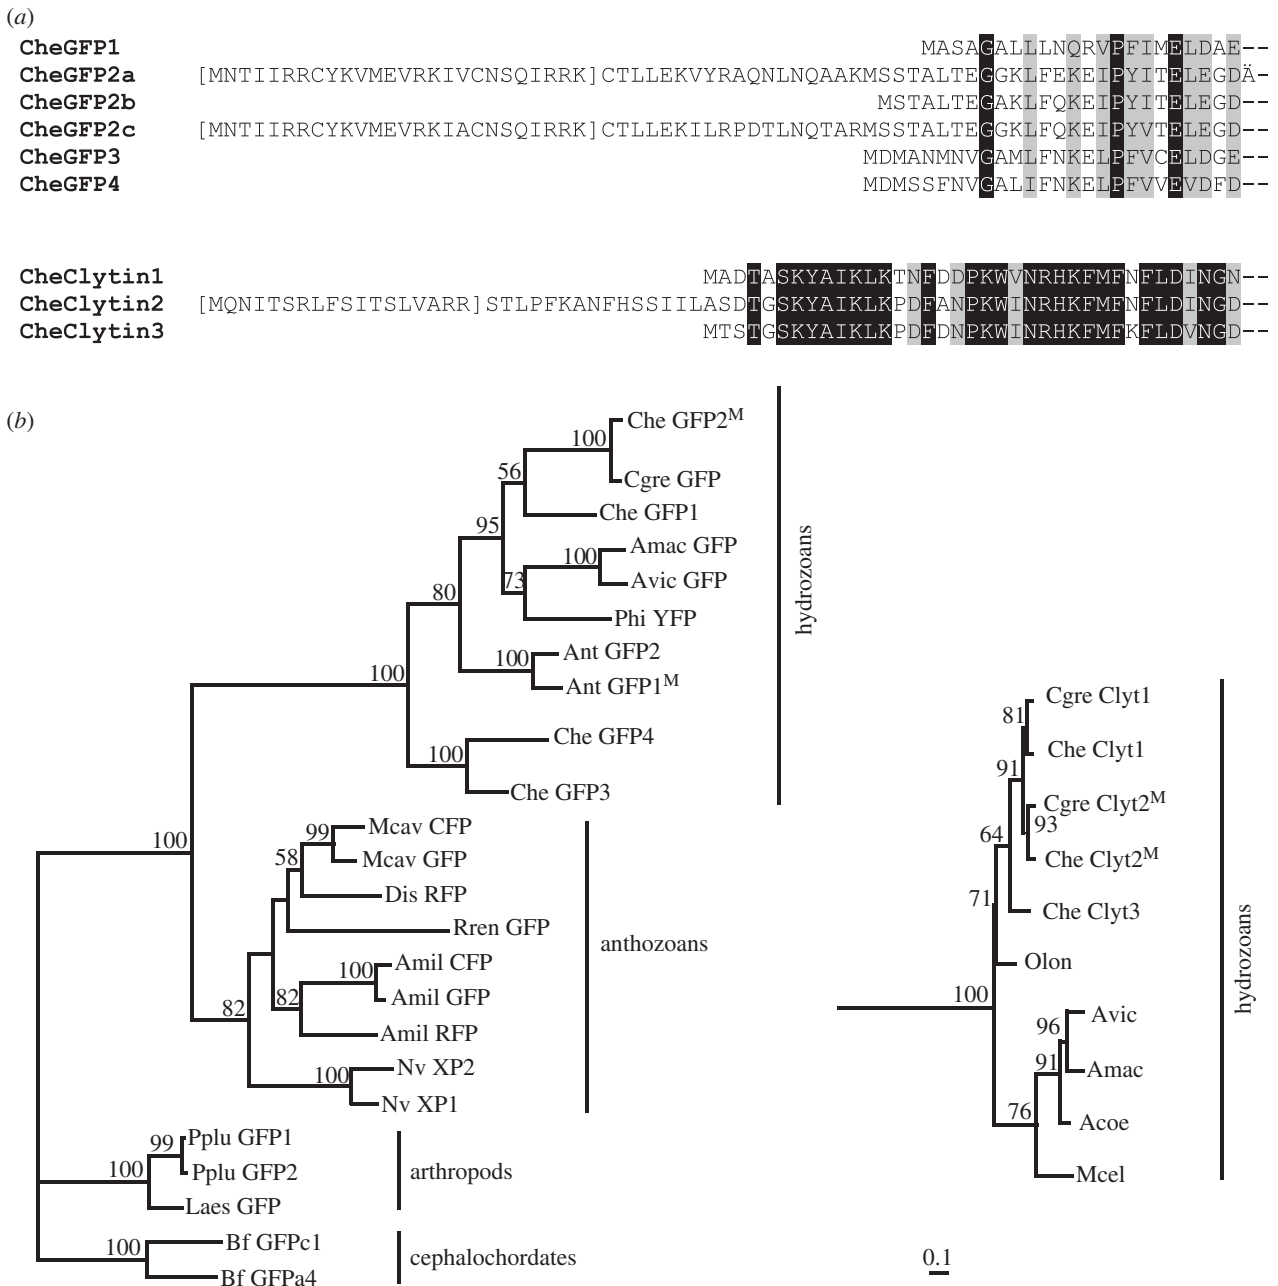 (a)
CheGFP1 MASAGALLLNQRVPFIMELDAE--
CheGFP2a [MNTIIRRCYKVMEVRKIVCNSQIRRK]CTLLEKVYRAQNLNQAAKMSSTALTEGGKLFEKEIPYITELEGDÄ-
CheGFP2b MSTALTEGAKLFQKEIPYITELEGD--
CheGFP2c [MNTIIRRCYKVMEVRKIACNSQIRRK]CTLLEKILRPDTLNQTARMSSTALTEGGKLFQKEIPYVTELEGD--
CheGFP3 MDMANMNVGAMLFNKELPFVCELDGE--
CheGFP4 MDMSSFNVGALIFNKELPFVVEVDFD--
CheClytin1 MADTASKYAIKLKTNFDDPKWVNRHKFMFNFLDINGN--
CheClytin2 [MQNITSRLFSITSLVARR]STLPFKANFHSSIILASDTGSKYAIKLKPDFANPKWINRHKFMFNFLDINGD--
CheClytin3 MTSTGSKYAIKLKPDFDNPKWINRHKFMFKFLDVNGD--
(b)
Che GFP2M
100
Cgre GFP
56
Che GFP1
95
Amac GFP
100
Avic GFP
73
Phi YFP
80
Ant GFP2
100
Ant GFP1M
100
Che GFP4
100
Che GFP3
hydrozoans
100
Mcav CFP
99
Mcav GFP
58
Dis RFP
Rren GFP
Amil CFP
100
Amil GFP
82
82
Amil RFP
Nv XP2
100
Nv XP1
anthozoans
Pplu GFP1
99
Pplu GFP2
100
Laes GFP
arthropods
Bf GFPc1
100
Bf GFPa4
cephalochordates
Cgre Clyt1
81
Che Clyt1
91
Cgre Clyt2M
93
Che Clyt2M
64
Che Clyt3
71
Olon
100
Avic
96
Amac
91
Acoe
76
Mcel
hydrozoans
0.1